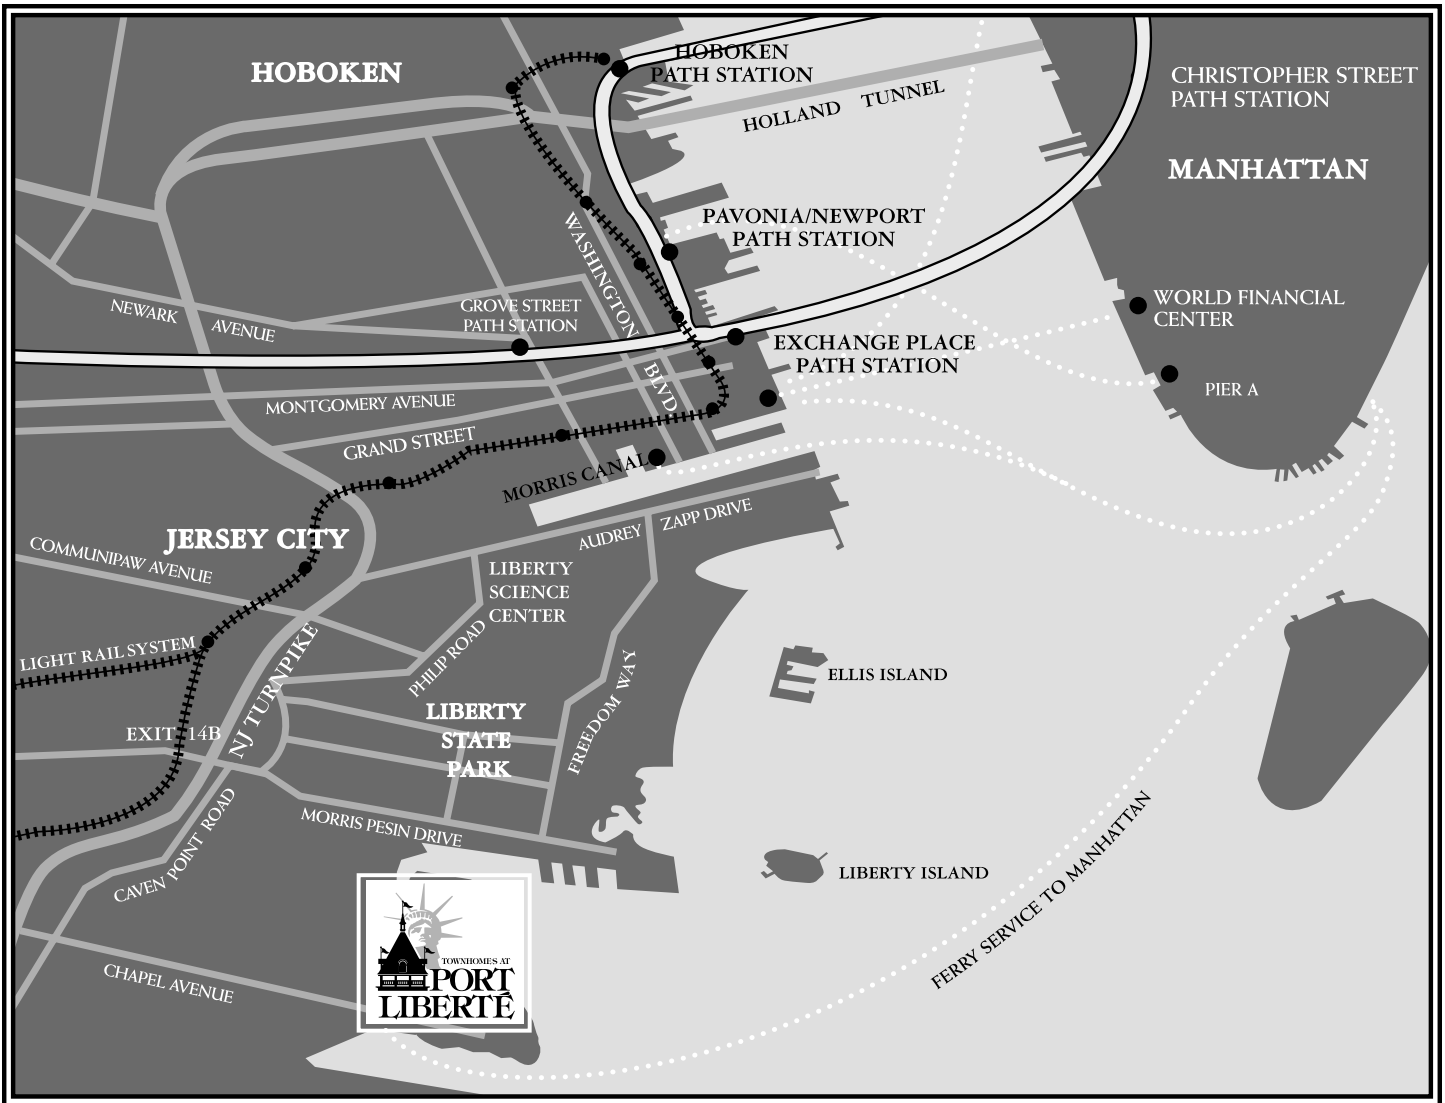 HOBOKEN
HOBOKEN
PATH STATION
HOLLAND TUNNEL
CHRISTOPHER STREET
PATH STATION
MANHATTAN
PAVONIA/NEWPORT
PATH STATION
WASHINGTON BLVD
NEWARK AVENUE
GROVE STREET
PATH STATION
WORLD FINANCIAL
CENTER
EXCHANGE PLACE
PATH STATION
PIER A
MONTGOMERY AVENUE
GRAND STREET
MORRIS CANAL
JERSEY CITY
AUDREY ZAPP DRIVE
COMMUNIPAW AVENUE
LIBERTY
SCIENCE
CENTER
LIGHT RAIL SYSTEM
PHILIP ROAD
NJ TURNPIKE
FREEDOM WAY
ELLIS ISLAND
EXIT 14B
LIBERTY
STATE
PARK
MORRIS PESIN DRIVE
CAVEN POINT ROAD
LIBERTY ISLAND
FERRY SERVICE TO MANHATTAN
CHAPEL AVENUE
TOWNHOMES AT
PORT
LIBERTÉ